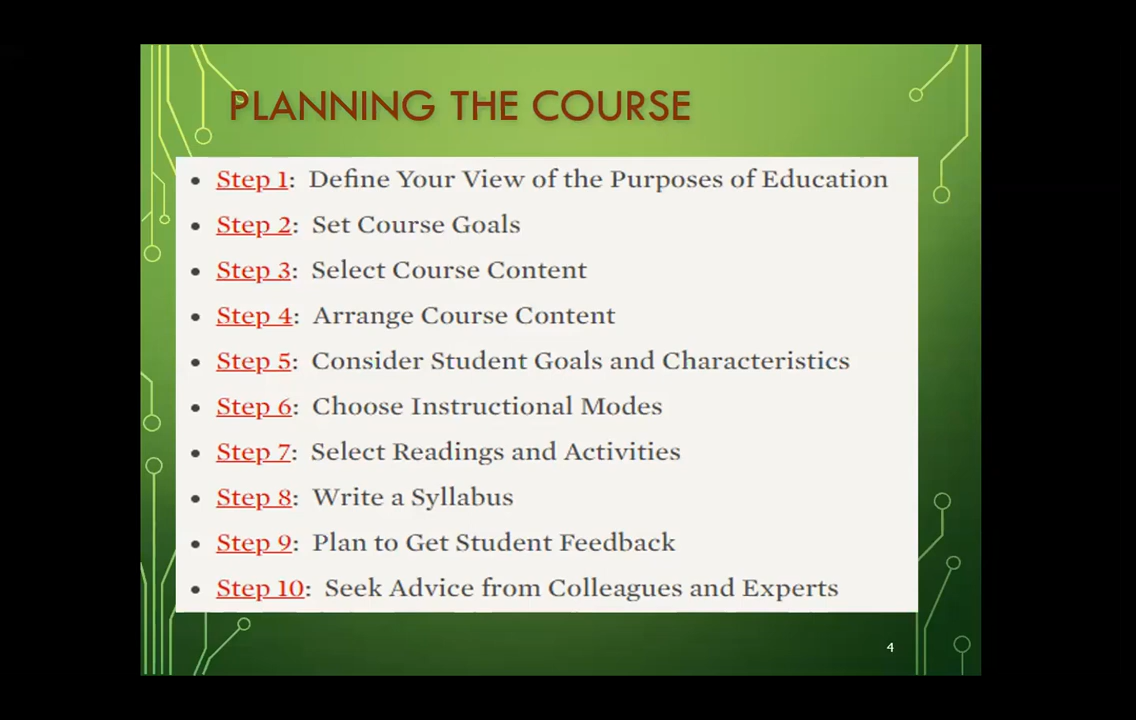 PLANNING THE COURSE
• Step 1: Define Your View of the Purposes of Education
• Step 2: Set Course Goals
• Step 3: Select Course Content
• Step 4: Arrange Course Content
• Step 5: Consider Student Goals and Characteristics
• Step 6: Choose Instructional Modes
• Step 7: Select Readings and Activities
• Step 8: Write a Syllabus
• Step 9: Plan to Get Student Feedback
• Step 10: Seek Advice from Colleagues and Experts
4